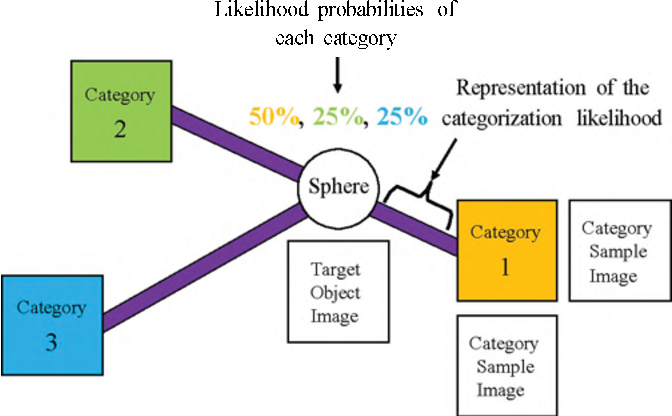 Likelihood probabilities of
each category
50%, 25%, 25%
Representation of the
categorization likelihood
Category
2
Sphere
Category
1
Category
Sample
Image
Target
Object
Image
Category
3
Category
Sample
Image